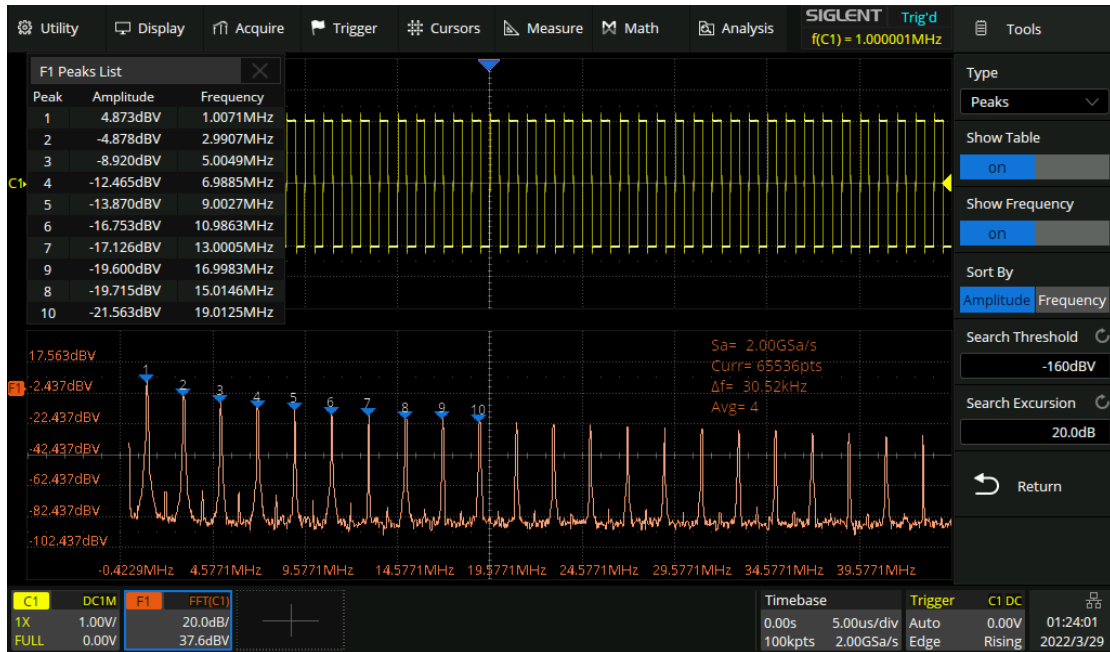 Utility Display Acquire Trigger Cursors Measure Math Analysis SIGLENT Trig'd Tools
f(C1) = 1.000001MHz
F1 Peaks List
Peak Amplitude Frequency
1 4.873dBV 1.0071MHz
2 -4.878dBV 2.9907MHz
3 -8.920dBV 5.0049MHz
4 -12.465dBV 6.9885MHz
5 -13.870dBV 9.0027MHz
6 -16.753dBV 10.9863MHz
7 -17.126dBV 13.0005MHz
9 -19.600dBV 16.9983MHz
8 -19.715dBV 15.0146MHz
10 -21.563dBV 19.0125MHz
C1
Type
Peaks
Show Table
on
Show Frequency
on
Sort By
Amplitude Frequency
Search Threshold
-160dBV
Search Excursion
20.0dB
Return
Sa= 2.00GSa/s
Curr= 65536pts
Δf= 30.52kHz
Avg= 4
17.563dBV
F1 -2.437dBV
-22.437dBV
-42.437dBV
-62.437dBV
-82.437dBV
-102.437dBV
1 2 3 4 5 6 7 8 9 10
-0.4229MHz 4.5771MHz 9.5771MHz 14.5771MHz 19.5771MHz 24.5771MHz 29.5771MHz 34.5771MHz 39.5771MHz
C1 DC1M
1X 1.00V/
FULL 0.00V
F1 FFT(C1)
20.0dB/
37.6dBV
Timebase
0.00s 5.00us/div
100kpts 2.00GSa/s
Trigger C1 DC
Auto 0.00V
Edge Rising
01:24:01
2022/3/29